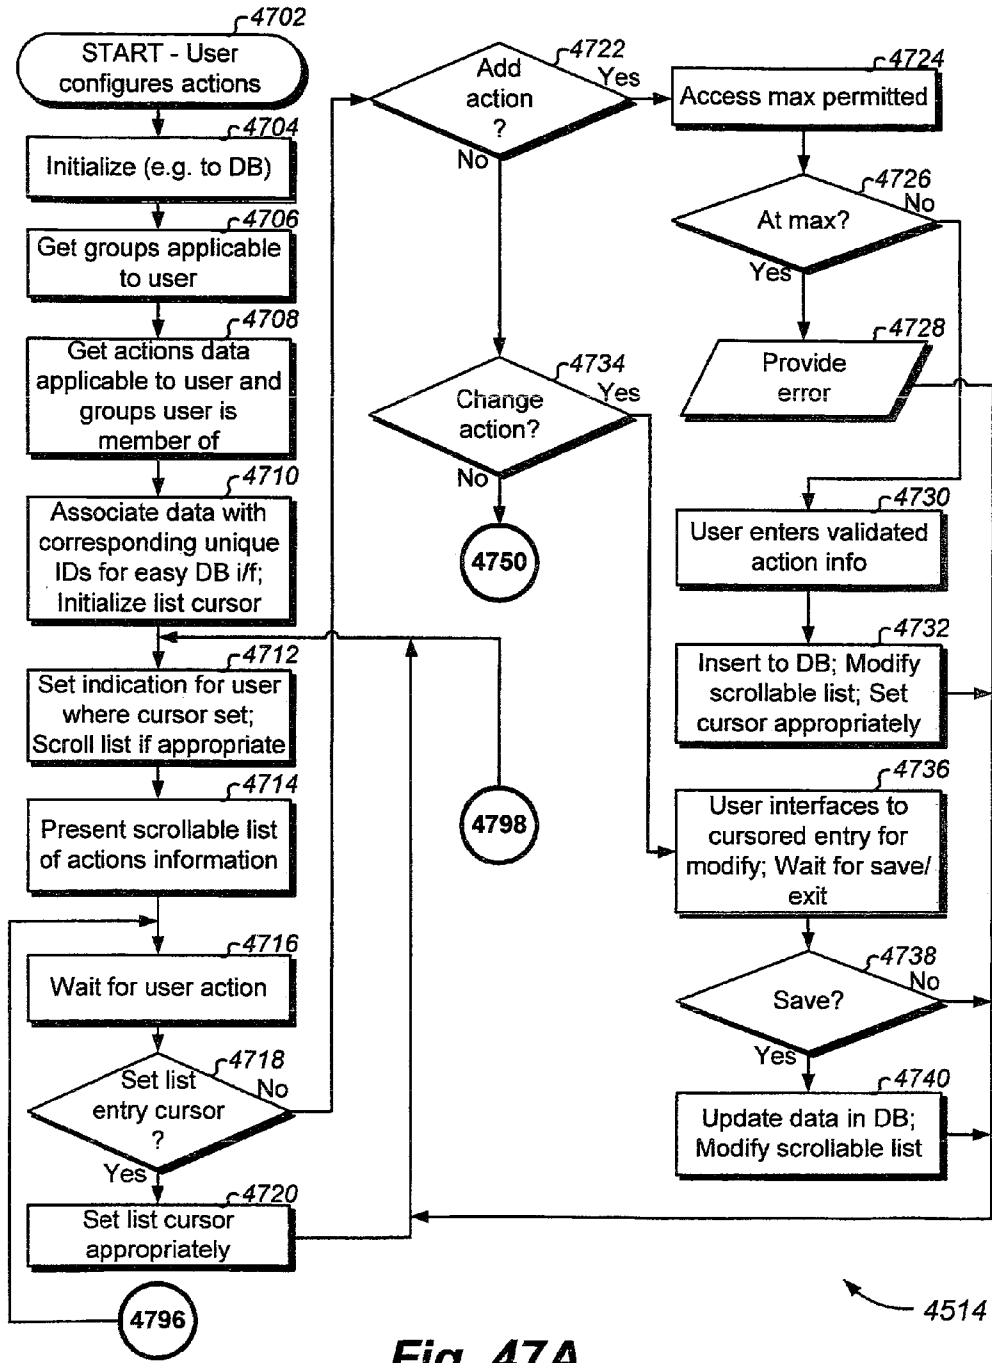 4702
START - User
configures actions
4704
Initialize (e.g. to DB)
4706
Get groups applicable
to user
4708
Get actions data
applicable to user and
groups user is
member of
4710
Associate data with
corresponding unique
IDs for easy DB i/f;
Initialize list cursor
4712
Set indication for user
where cursor set;
Scroll list if appropriate
4714
Present scrollable list
of actions information
4716
Wait for user action
4718
Set list
entry cursor
?
No
Yes
4720
Set list cursor
appropriately
4796
4722
Add
action
?
Yes
No
4734
Change
action?
Yes
No
4750
4798
4724
Access max permitted
4726
At max?
No
Yes
4728
Provide
error
4730
User enters validated
action info
4732
Insert to DB; Modify
scrollable list; Set
cursor appropriately
4736
User interfaces to
cursored entry for
modify; Wait for save/
exit
4738
Save?
No
Yes
4740
Update data in DB;
Modify scrollable list
4514
Fig. 47A